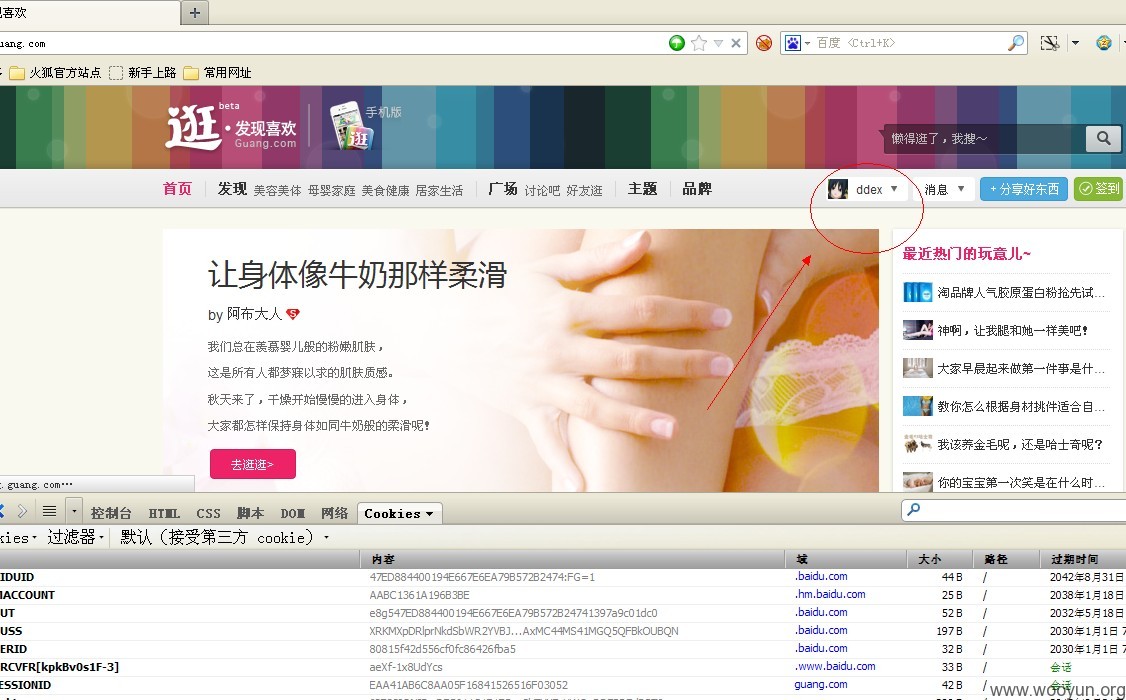 见喜欢
uang.com
百度 <Ctrl+K>
火狐官方站点 新手上路 常用网址
逛 beta
·发现喜欢
Guang.com
手机版
逛
懒得逛了，我搜～
首页 发现 美容美体 母婴家庭 美食健康 居家生活 广场 讨论吧 好友逛 主题 品牌
ddex ▼ 消息 ▼ +分享好东西 签到
让身体像牛奶那样柔滑
by 阿布大人 5
我们总在羡慕婴儿般的粉嫩肌肤，
这是所有人都梦寐以求的肌肤质感。
秋天来了，干燥开始慢慢的进入身体，
大家都怎样保持身体如同牛奶般的柔滑呢！
去逛逛>
最近热门的玩意儿~
淘品牌人气胶原蛋白粉抢先试...
神啊，让我腿和她一样美吧！
大家早晨起来做第一件事是什...
教你怎么根据身材挑件适合自...
我该养金毛呢，还是哈士奇呢？
你的宝宝第一次笑是在什么时...
.guang.com…
控制台 HTML CSS 脚本 DOM 网络 Cookies ▼
kies 过滤器 默认（接受第三方 cookie）
内容 域 大小 路径 过期时间
IDUID 47ED884400194E667E6EA79B572B2474:FG=1 .baidu.com 44 B / 2042年8月31日
MACCOUNT AABC1361A196B3BE .hm.baidu.com 25 B / 2038年1月18日
UT e8g547ED884400194E667E6EA79B572B24741397a9c01dc0 .baidu.com 52 B / 2032年5月18日
USS XRKMXpDRlprNkdSbWR2YVBJ...AxMC44MS41MGQ5QFBkOUBQN .baidu.com 197 B / 2030年1月1日 7
ERID 80815f42d556cf0fc86426fba5 .baidu.com 32 B / 2030年1月1日 7
RCVFR[kpkBv0s1F-3] aeXf-1x8UdYcs .www.baidu.com 33 B / 会话
ESSIONID EAA41AB6C8AA05F16841526516F03052 guang.com 42 B / 会话
www.wooyun.org